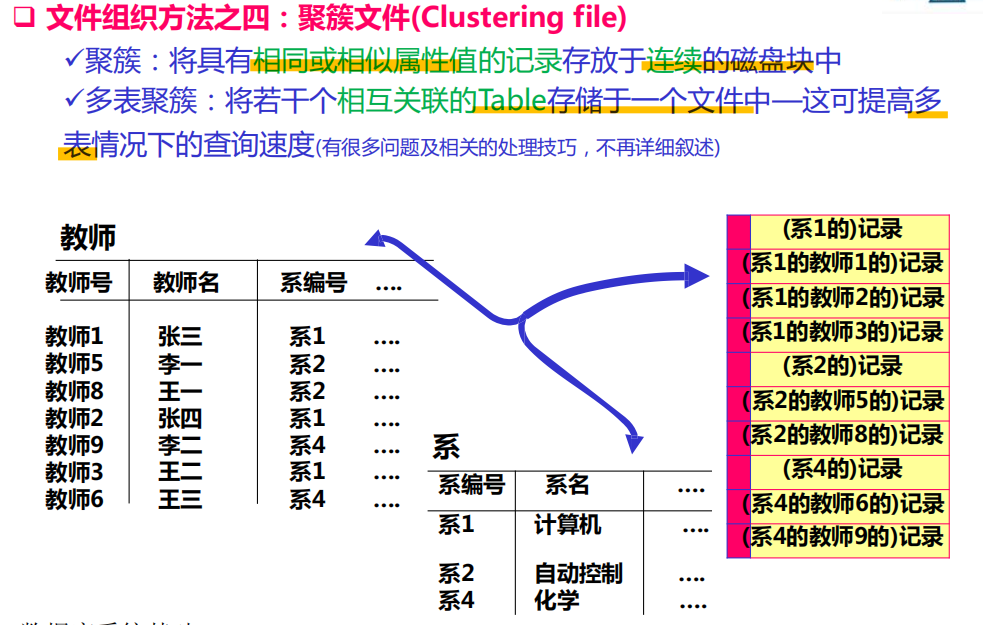 ❑ 文件组织方法之四：聚簇文件(Clustering file)
✓聚簇：将具有相同或相似属性值的记录存放于连续的磁盘块中
✓多表聚簇：将若干个相互关联的Table存储于一个文件中—这可提高多
表情况下的查询速度(有很多问题及相关的处理技巧，不再详细叙述)
教师
教师号 教师名 系编号 ....
教师1 张三 系1 ....
教师5 李一 系2 ....
教师8 王一 系2 ....
教师2 张四 系1 ....
教师9 李二 系4 ....
教师3 王二 系1 ....
教师6 王三 系4 ....
系
系编号 系名 ....
系1 计算机 ....
系2 自动控制 ....
系4 化学 ....
(系1的)记录
(系1的教师1的)记录
(系1的教师2的)记录
(系1的教师3的)记录
(系2的)记录
(系2的教师5的)记录
(系2的教师8的)记录
(系4的)记录
(系4的教师6的)记录
(系4的教师9的)记录